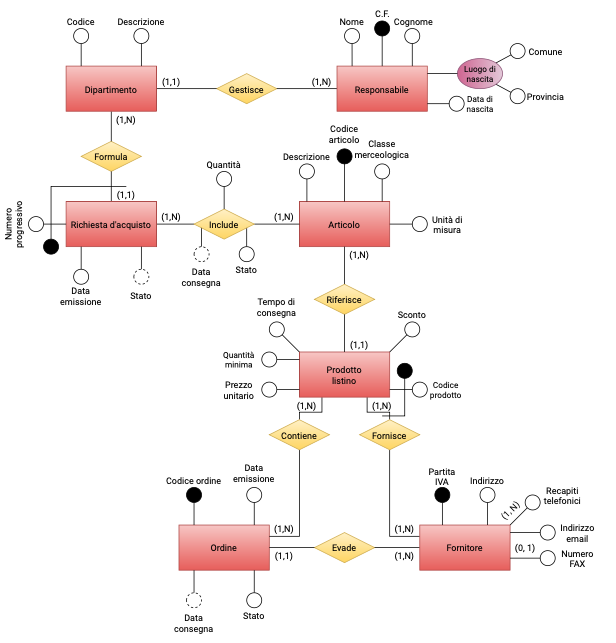 Codice
Descrizione
Nome
C.F.
Cognome
Dipartimento
(1,1)
Gestisce
(1,N)
Responsabile
Luogo di
nascita
Comune
Provincia
Data di
nascita
(1,N)
Formula
(1,1)
Numero
progressivo
Richiesta d'acquisto
(1,N)
Quantità
Include
(1,N)
Descrizione
Codice
articolo
Classe
merceologica
Articolo
Unità di
misura
Data
emissione
Stato
Data
consegna
Stato
(1,N)
Riferisce
Tempo di
consegna
Sconto
(1,1)
Quantità
minima
Prodotto
listino
Prezzo
unitario
Codice
prodotto
(1,N)
(1,N)
Contiene
Fornisce
Codice ordine
Data
emissione
Partita
IVA
Indirizzo
Recapiti
telefonici
(1, N)
(1,N)
(1,N)
Ordine
(1,1)
Evade
(1,N)
Fornitore
Indirizzo
email
(0, 1)
Numero
FAX
Data
consegna
Stato